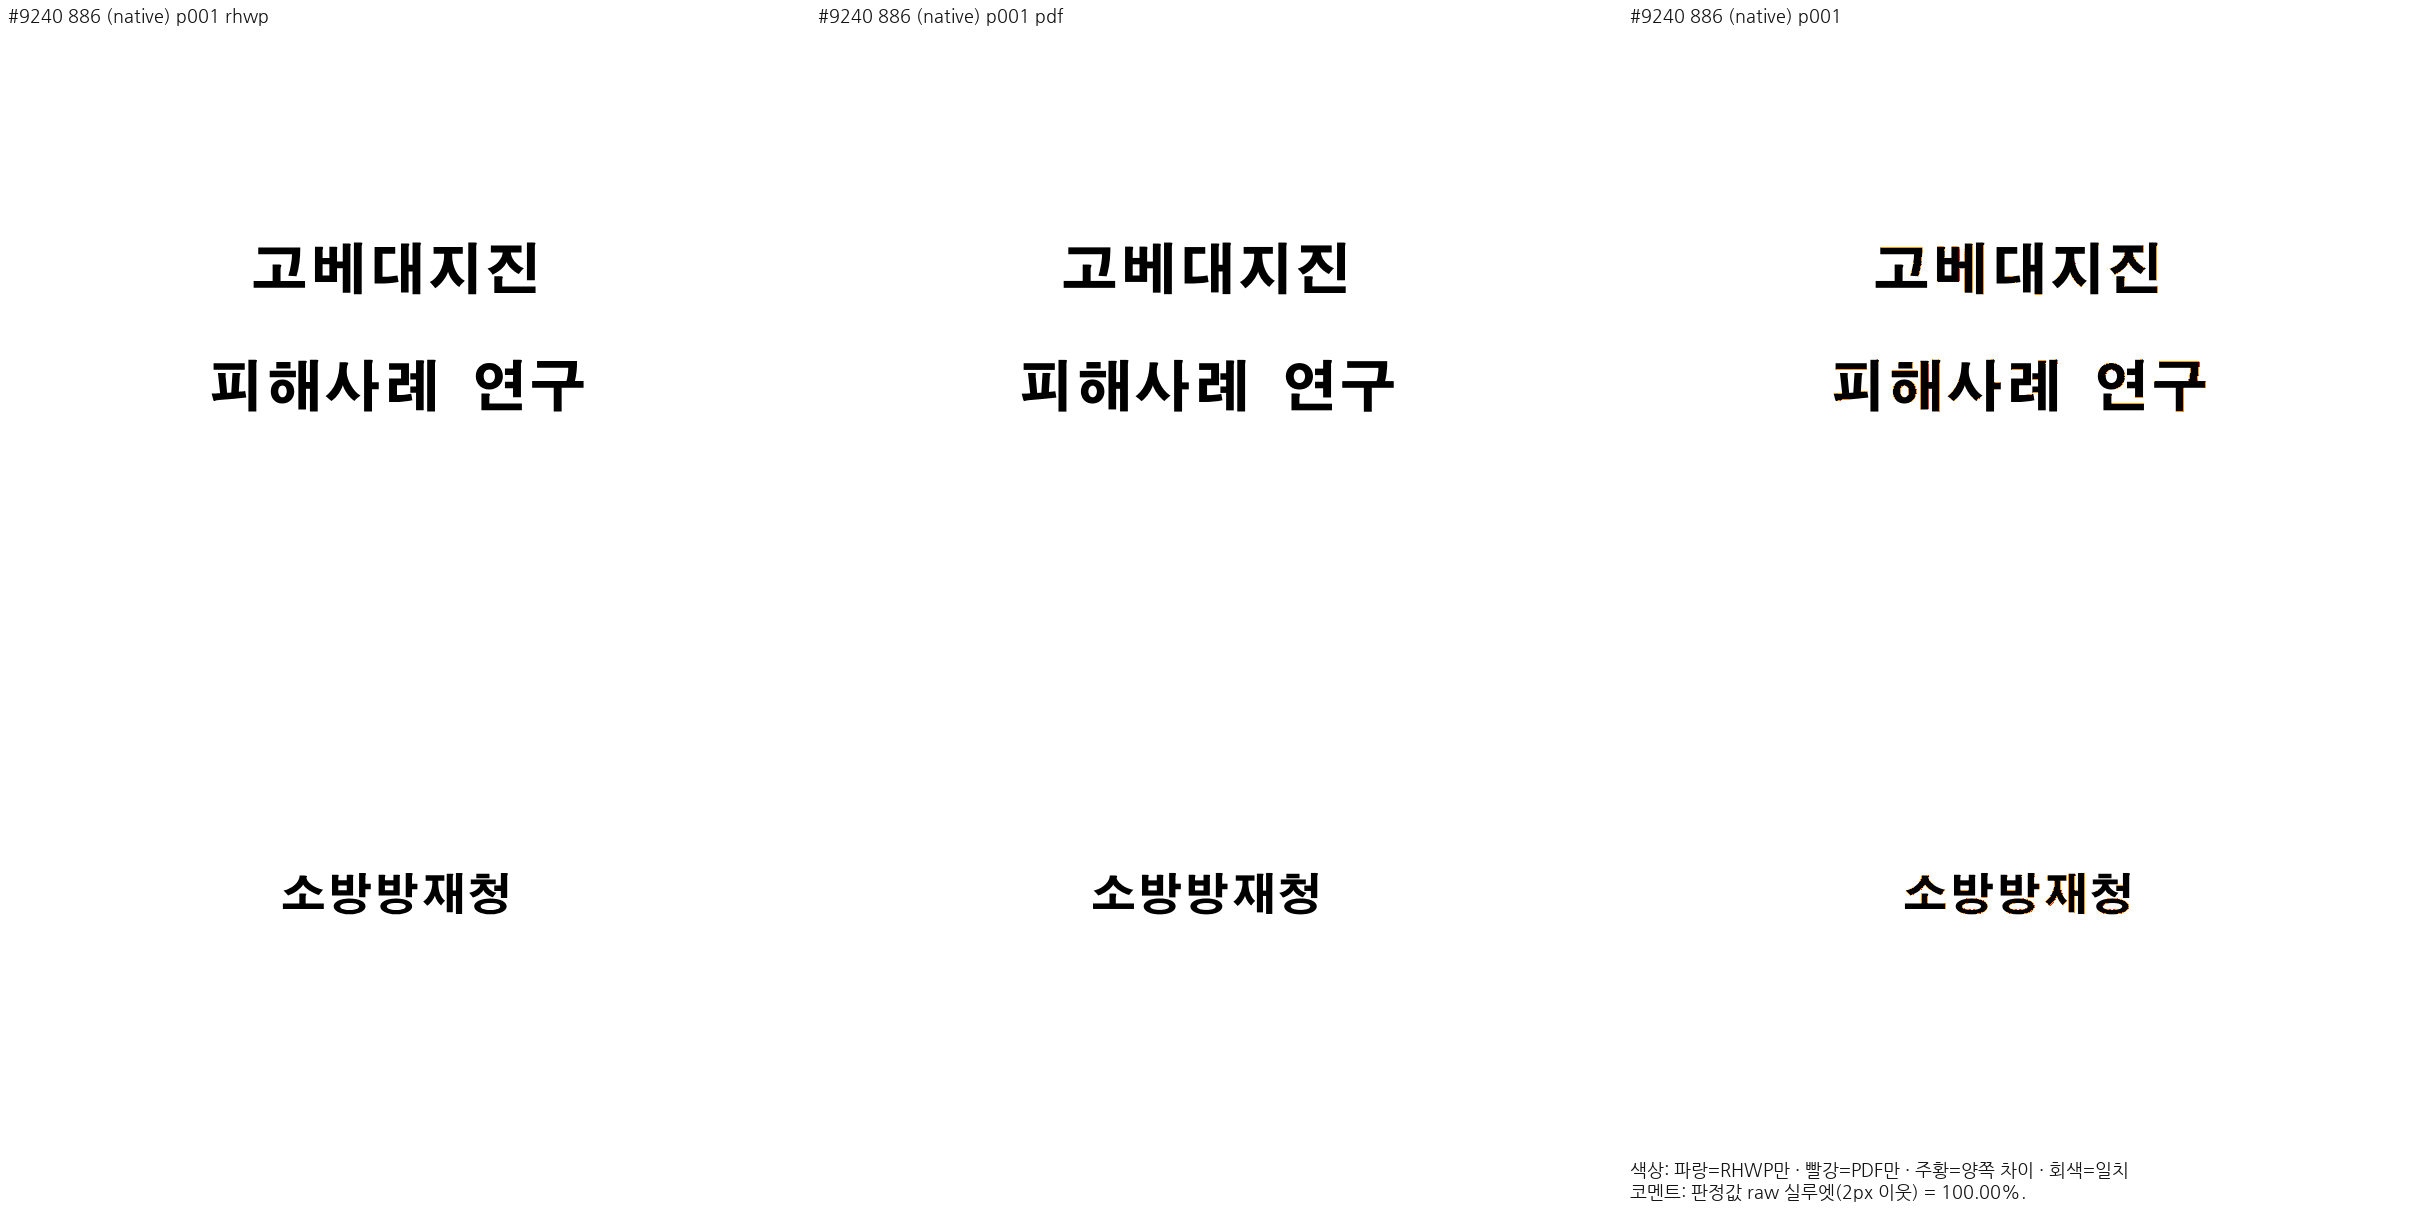 #9240 886 (native) p001 rhwp
고베대지진
피해사례 연구
소방방재청
#9240 886 (native) p001 pdf
고베대지진
피해사례 연구
소방방재청
#9240 886 (native) p001
고베대지진
피해사례 연구
소방방재청
색상: 파랑=RHWP만 · 빨강=PDF만 · 주황=양쪽 차이 · 회색=일치
코멘트: 판정값 raw 실루엣(2px 이웃) = 100.00%.